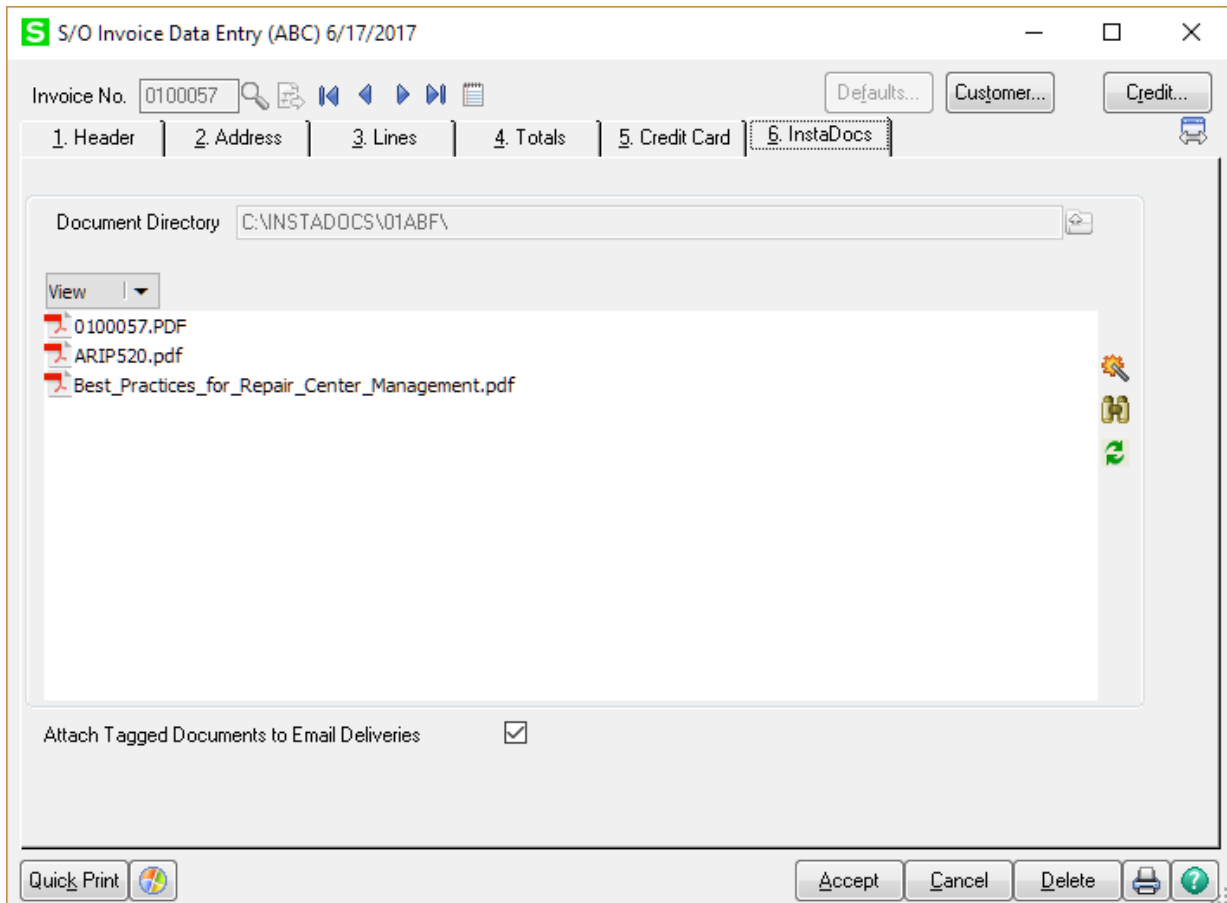 S S/O Invoice Data Entry (ABC) 6/17/2017
Invoice No. 0100057 Defaults... Customer... Credit...
1. Header 2. Address 3. Lines 4. Totals 5. Credit Card 6. InstaDocs
Document Directory C:\INSTADOCS\01ABF\
View
0100057.PDF
ARIP520.pdf
Best_Practices_for_Repair_Center_Management.pdf
Attach Tagged Documents to Email Deliveries
Quick Print Accept Cancel Delete ?